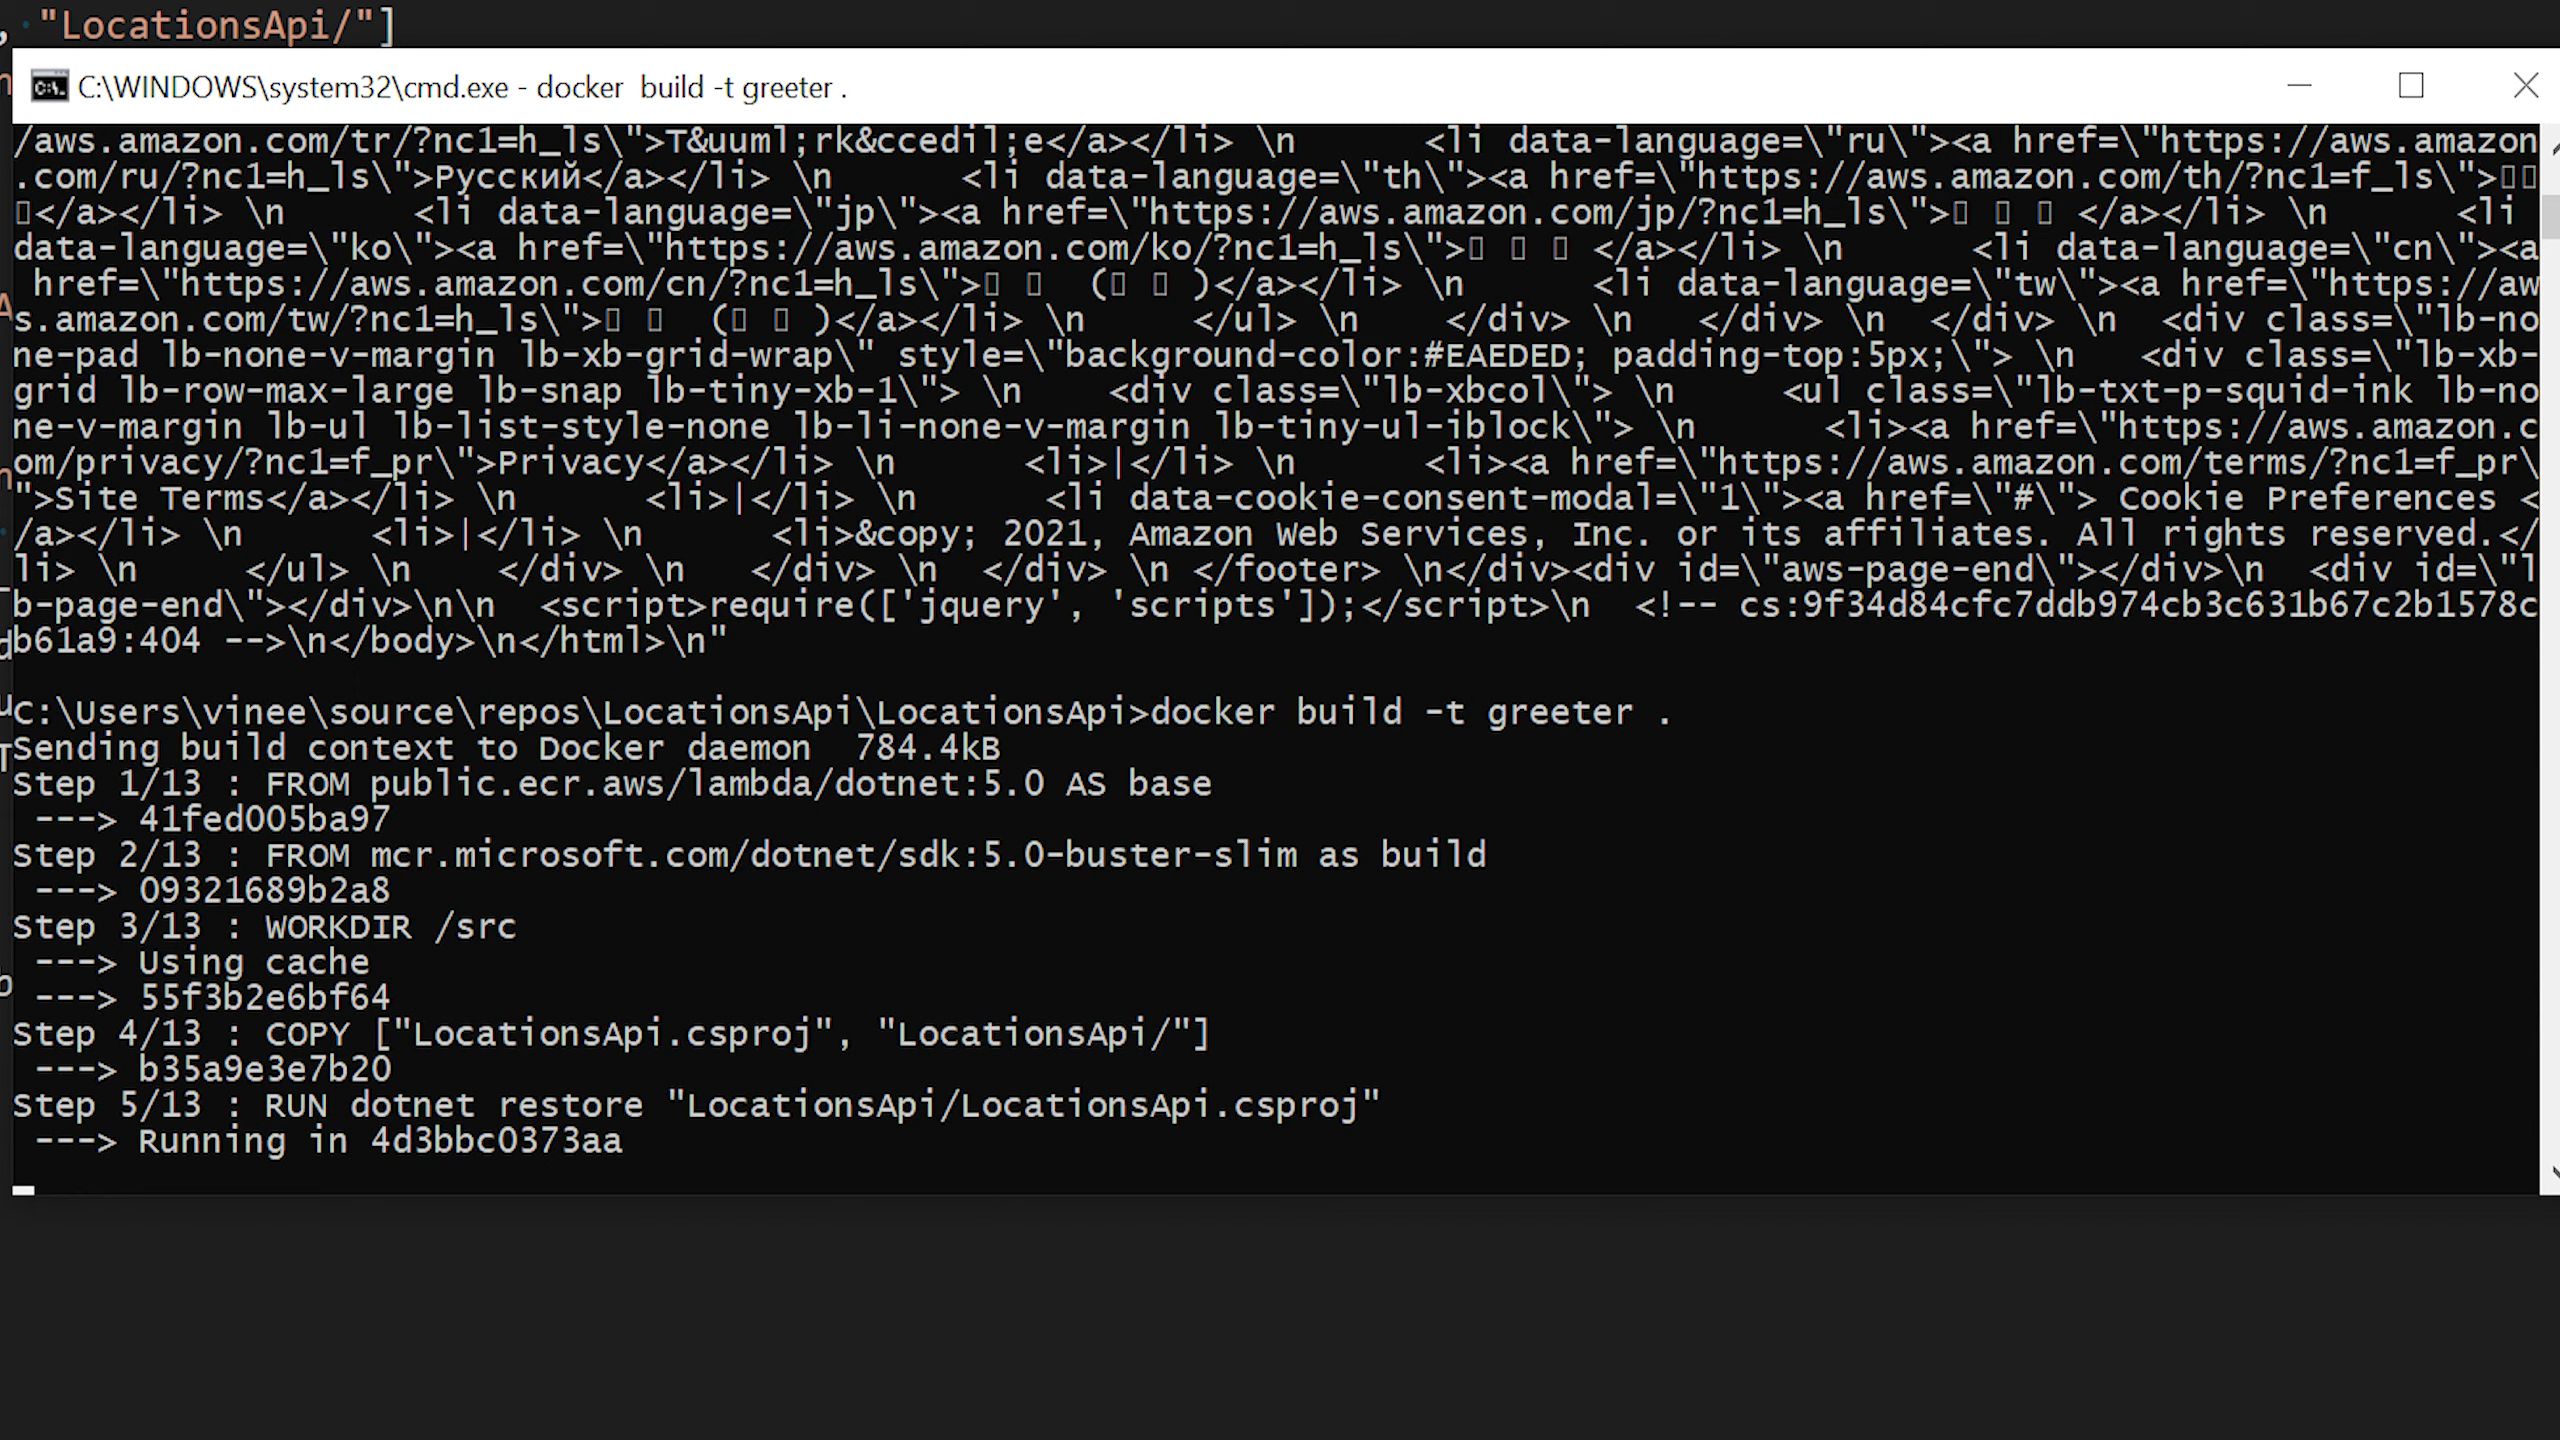 , "LocationsApi/"]
C:\WINDOWS\system32\cmd.exe - docker  build -t greeter .
/aws.amazon.com/tr/?nc1=h_ls\">T&uuml;rk&ccedil;e</a></li> \n      <li data-language=\"ru\"><a href=\"https://aws.amazon
.com/ru/?nc1=h_ls\">Русский</a></li> \n      <li data-language=\"th\"><a href=\"https://aws.amazon.com/th/?nc1=f_ls\">
</a></li> \n      <li data-language=\"jp\"><a href=\"https://aws.amazon.com/jp/?nc1=h_ls\"> </a></li> \n      <li
data-language=\"ko\"><a href=\"https://aws.amazon.com/ko/?nc1=h_ls\"> </a></li> \n      <li data-language=\"cn\"><a
 href=\"https://aws.amazon.com/cn/?nc1=h_ls\"> ( )</a></li> \n      <li data-language=\"tw\"><a href=\"https://aw
s.amazon.com/tw/?nc1=h_ls\"> ( )</a></li> \n     </ul> \n    </div> \n   </div> \n  </div> \n  <div class=\"lb-no
ne-pad lb-none-v-margin lb-xb-grid-wrap\" style=\"background-color:#EAEDED; padding-top:5px;\"> \n   <div class=\"lb-xb-
grid lb-row-max-large lb-snap lb-tiny-xb-1\"> \n    <div class=\"lb-xbcol\"> \n     <ul class=\"lb-txt-p-squid-ink lb-no
ne-v-margin lb-ul lb-list-style-none lb-li-none-v-margin lb-tiny-ul-iblock\"> \n      <li><a href=\"https://aws.amazon.c
om/privacy/?nc1=f_pr\">Privacy</a></li> \n      <li>|</li> \n      <li><a href=\"https://aws.amazon.com/terms/?nc1=f_pr\
">Site Terms</a></li> \n      <li>|</li> \n      <li data-cookie-consent-modal=\"1\"><a href=\"#\"> Cookie Preferences <
/a></li> \n      <li>|</li> \n      <li>&copy; 2021, Amazon Web Services, Inc. or its affiliates. All rights reserved.</
li> \n     </ul> \n    </div> \n   </div> \n  </div> \n </footer> \n</div><div id=\"aws-page-end\"></div>\n  <div id=\"l
b-page-end\"></div>\n\n  <script>require(['jquery', 'scripts']);</script>\n  <!-- cs:9f34d84cfc7ddb974cb3c631b67c2b1578c
b61a9:404 -->\n</body>\n</html>\n"
C:\Users\vinee\source\repos\LocationsApi\LocationsApi>docker build -t greeter .
Sending build context to Docker daemon  784.4kB
Step 1/13 : FROM public.ecr.aws/lambda/dotnet:5.0 AS base
 ---> 41fed005ba97
Step 2/13 : FROM mcr.microsoft.com/dotnet/sdk:5.0-buster-slim as build
 ---> 09321689b2a8
Step 3/13 : WORKDIR /src
 ---> Using cache
 ---> 55f3b2e6bf64
Step 4/13 : COPY ["LocationsApi.csproj", "LocationsApi/"]
 ---> b35a9e3e7b20
Step 5/13 : RUN dotnet restore "LocationsApi/LocationsApi.csproj"
 ---> Running in 4d3bbc0373aa